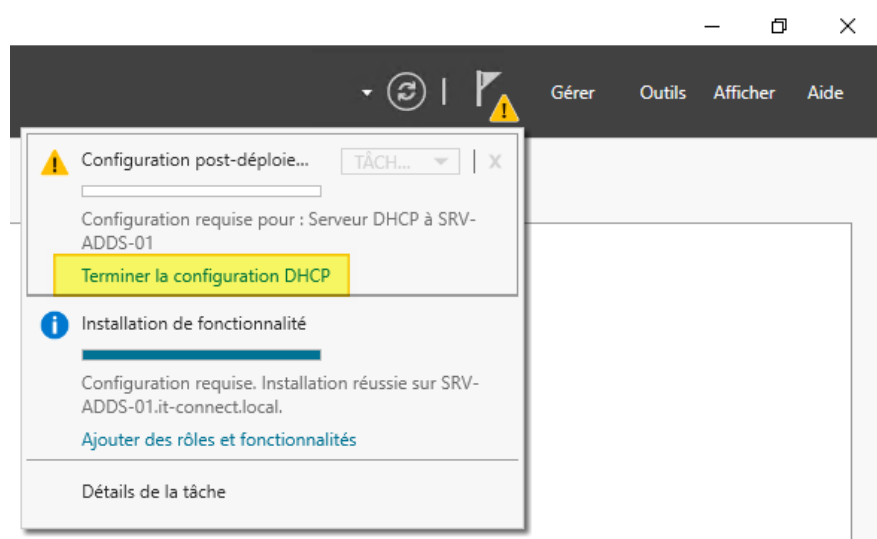 Gérer Outils Afficher Aide
Configuration post-déploie... TÂCH... X
Configuration requise pour : Serveur DHCP à SRV-
ADDS-01
Terminer la configuration DHCP
Installation de fonctionnalité
Configuration requise. Installation réussie sur SRV-
ADDS-01.it-connect.local.
Ajouter des rôles et fonctionnalités
Détails de la tâche